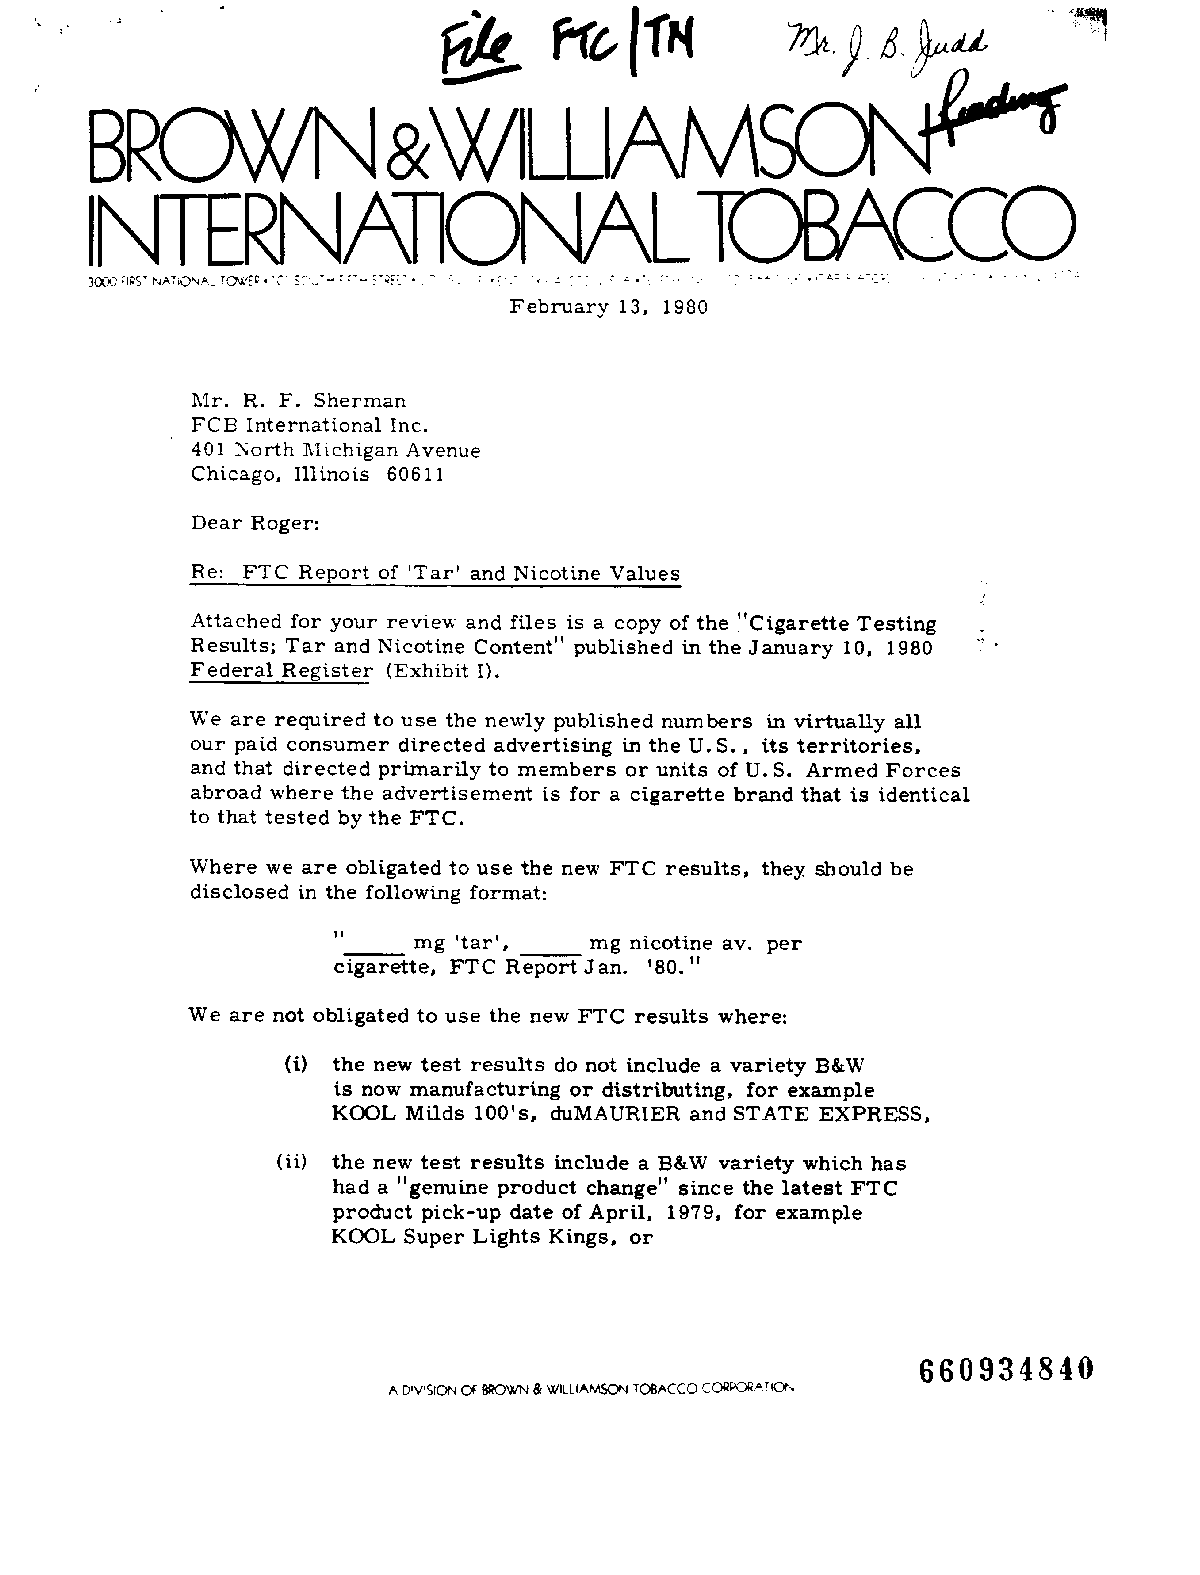 File FTC/TN Mr. J. B. Judd
BROWN & WILLIAMSON
INTERNATIONAL TOBACCO
3000 FIRST NATIONAL TOWER
February 13, 1980
Mr. R. F. Sherman
FCB International Inc.
401 North Michigan Avenue
Chicago, Illinois 60611
Dear Roger:
Re: FTC Report of 'Tar' and Nicotine Values
Attached for your review and files is a copy of the "Cigarette Testing
Results; Tar and Nicotine Content" published in the January 10, 1980
Federal Register (Exhibit I).
We are required to use the newly published numbers in virtually all
our paid consumer directed advertising in the U.S., its territories,
and that directed primarily to members or units of U.S. Armed Forces
abroad where the advertisement is for a cigarette brand that is identical
to that tested by the FTC.
Where we are obligated to use the new FTC results, they should be
disclosed in the following format:
"_____ mg 'tar', _____ mg nicotine av. per
cigarette, FTC Report Jan. '80."
We are not obligated to use the new FTC results where:
(i) the new test results do not include a variety B&W
is now manufacturing or distributing, for example
KOOL Milds 100's, duMAURIER and STATE EXPRESS,
(ii) the new test results include a B&W variety which has
had a "genuine product change" since the latest FTC
product pick-up date of April, 1979, for example
KOOL Super Lights Kings, or
660934840
A DIVISION OF BROWN & WILLIAMSON TOBACCO CORPORATION